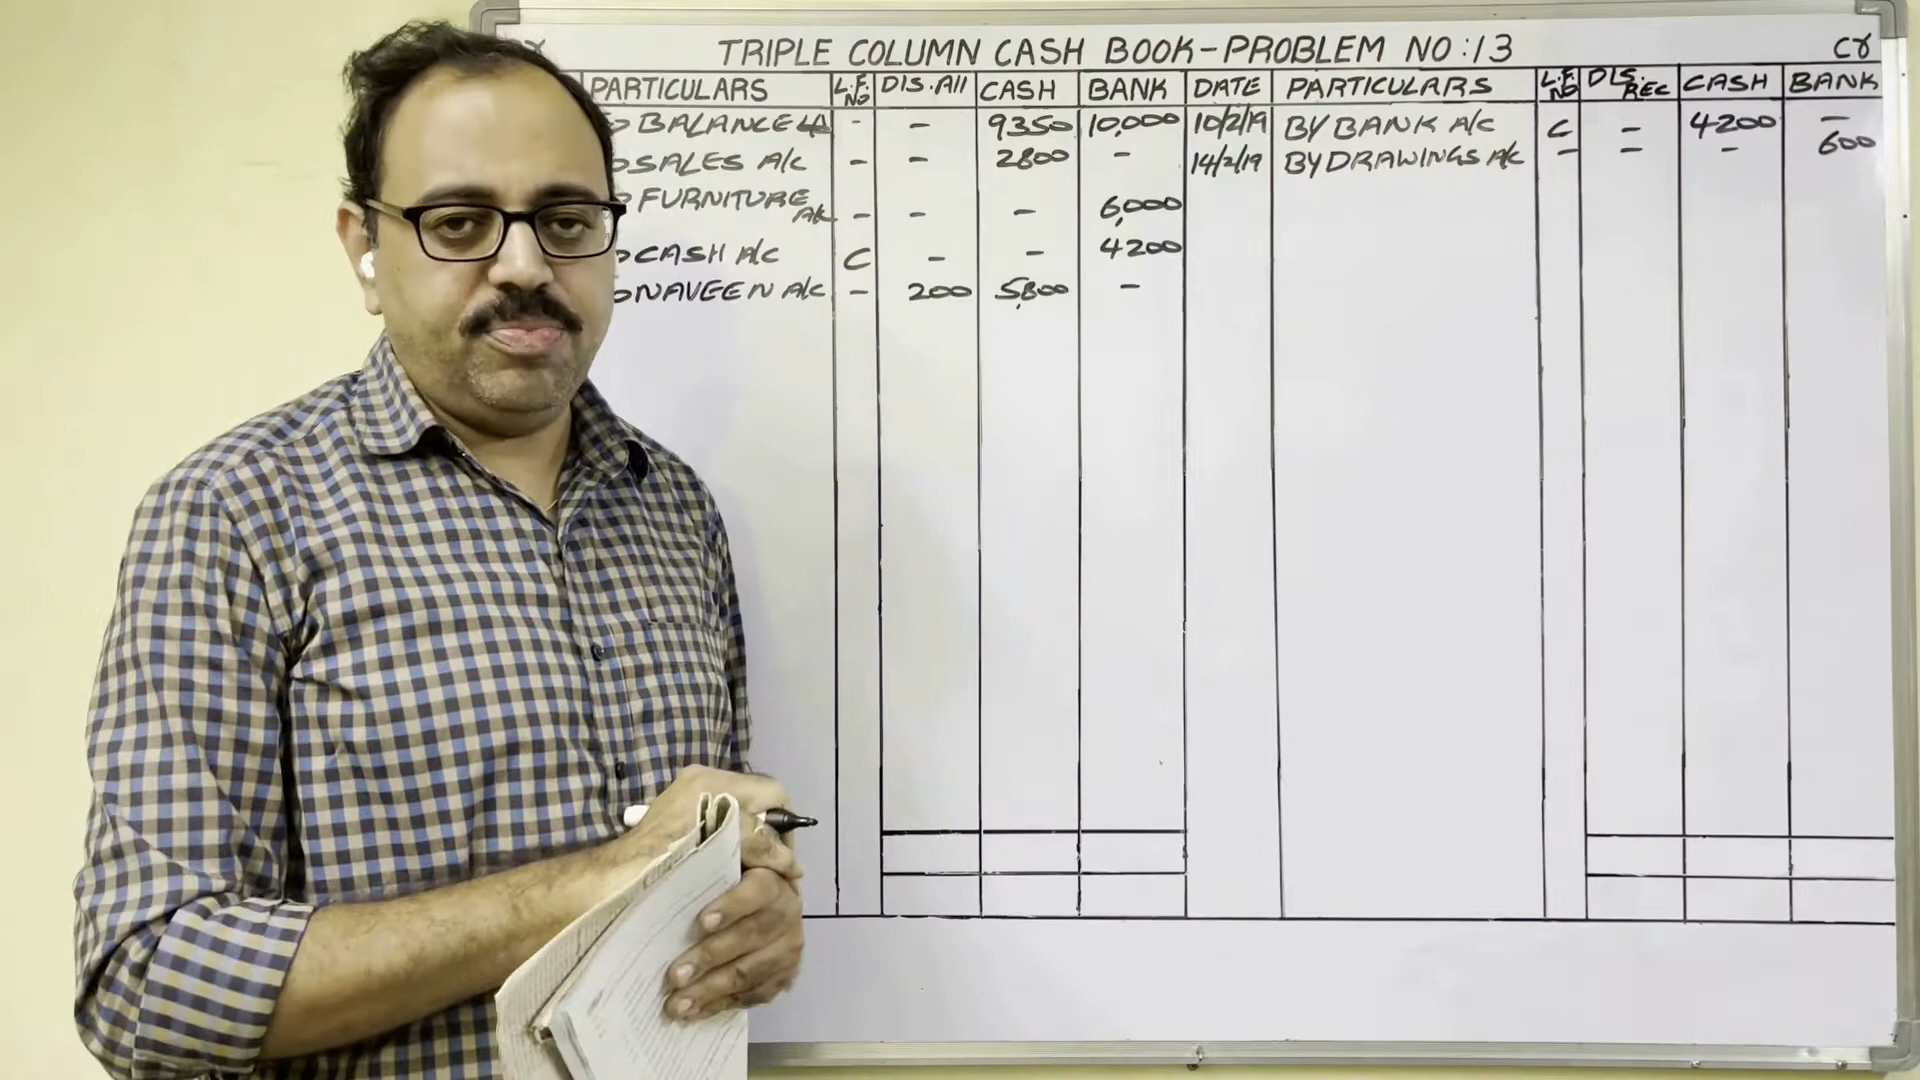 TRIPLE COLUMN CASH BOOK - PROBLEM NO : 13 Cr
PARTICULARS L.F. NO DIS. All CASH BANK DATE PARTICULARS L.F. NO DIS. REC CASH BANK
BALANCE - - 9350 10,000 10/2/19 BY BANK A/c C - 4200 -
SALES A/c - - 2800 - 14/2/19 BY DRAWINGS A/c - - - 600
FURNITURE A/c - - - 6,000
CASH A/c C - - 4200
NAVEEN A/c - 200 5,800 -